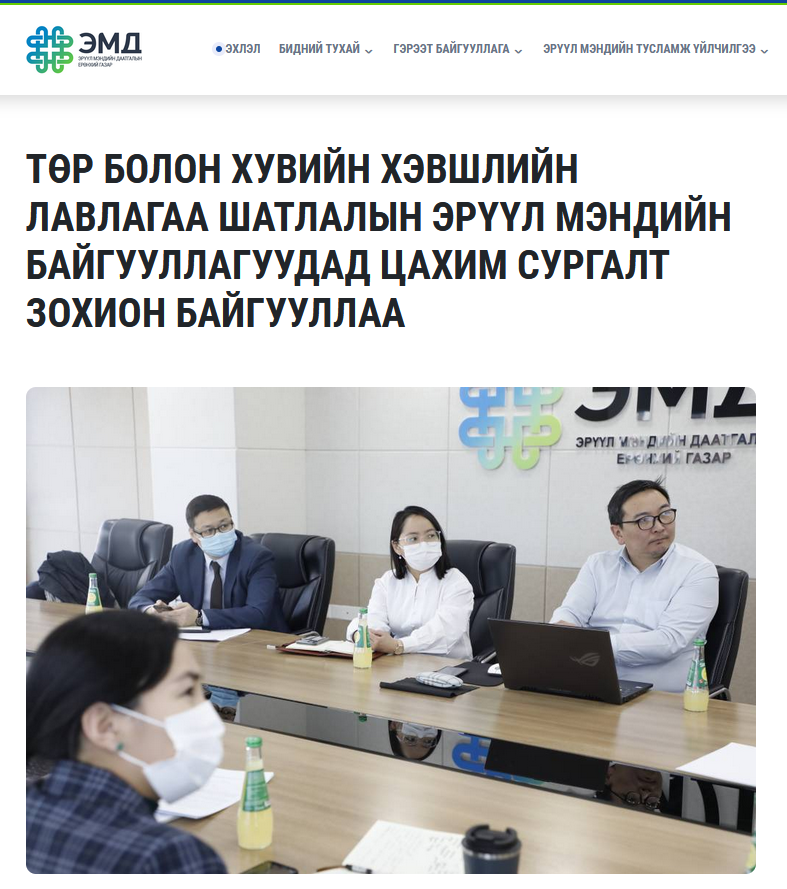 ЭМД
ЭРҮҮЛ МЭНДИЙН ДААТГАЛЫН
ЕРӨНХИЙ ГАЗАР
ЭХЛЭЛ БИДНИЙ ТУХАЙ ГЭРЭЭТ БАЙГУУЛЛАГА ЭРҮҮЛ МЭНДИЙН ТУСЛАМЖ ҮЙЛЧИЛГЭЭ
ТӨР БОЛОН ХУВИЙН ХЭВШЛИЙН
ЛАВЛАГАА ШАТЛАЛЫН ЭРҮҮЛ МЭНДИЙН
БАЙГУУЛЛАГУУДАД ЦАХИМ СУРГАЛТ
ЗОХИОН БАЙГУУЛЛАА
ЭМД
ЭРҮҮЛ МЭНДИЙН ДААТГАЛ
ЕРӨНХИЙ ГАЗАР